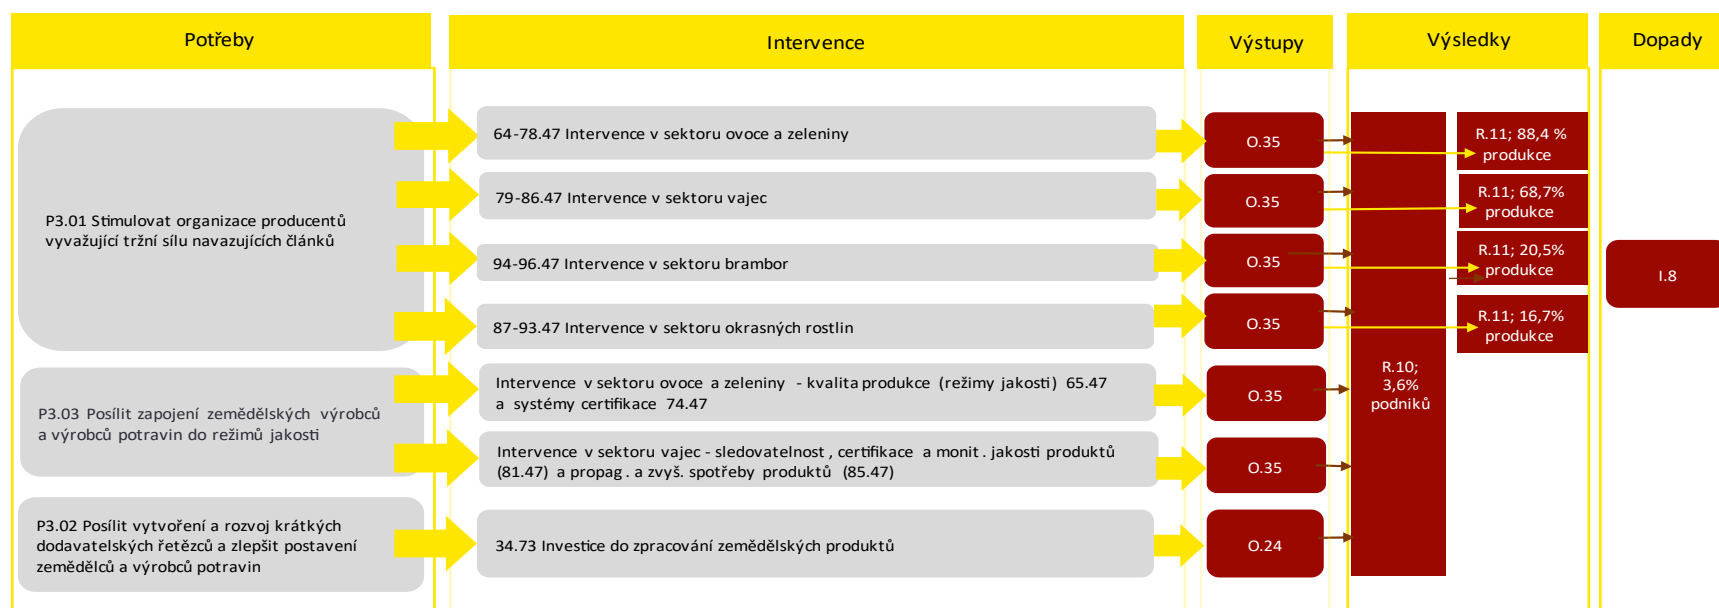 Potřeby
Intervence
Výstupy
Výsledky
Dopady
P3.01 Stimulovat organizace producentů
vyvažující tržní sílu navazujících článků
64-78.47 Intervence v sektoru ovoce a zeleniny
O.35
R.11; 88,4 %
produkce
79-86.47 Intervence v sektoru vajec
O.35
R.11; 68,7%
produkce
94-96.47 Intervence v sektoru brambor
O.35
R.11; 20,5%
produkce
87-93.47 Intervence v sektoru okrasných rostlin
O.35
R.11; 16,7%
produkce
R.10;
3,6%
podniků
I.8
P3.03 Posílit zapojení zemědělských výrobců
a výrobců potravin do režimů jakosti
Intervence v sektoru ovoce a zeleniny - kvalita produkce (režimy jakosti) 65.47
a systémy certifikace 74.47
O.35
Intervence v sektoru vajec - sledovatelnost , certifikace a monit . jakosti produktů
(81.47) a propag . a zvyš. spotřeby produktů (85.47)
O.35
P3.02 Posílit vytvoření a rozvoj krátkých
dodavatelských řetězců a zlepšit postavení
zemědělců a výrobců potravin
34.73 Investice do zpracování zemědělských produktů
O.24